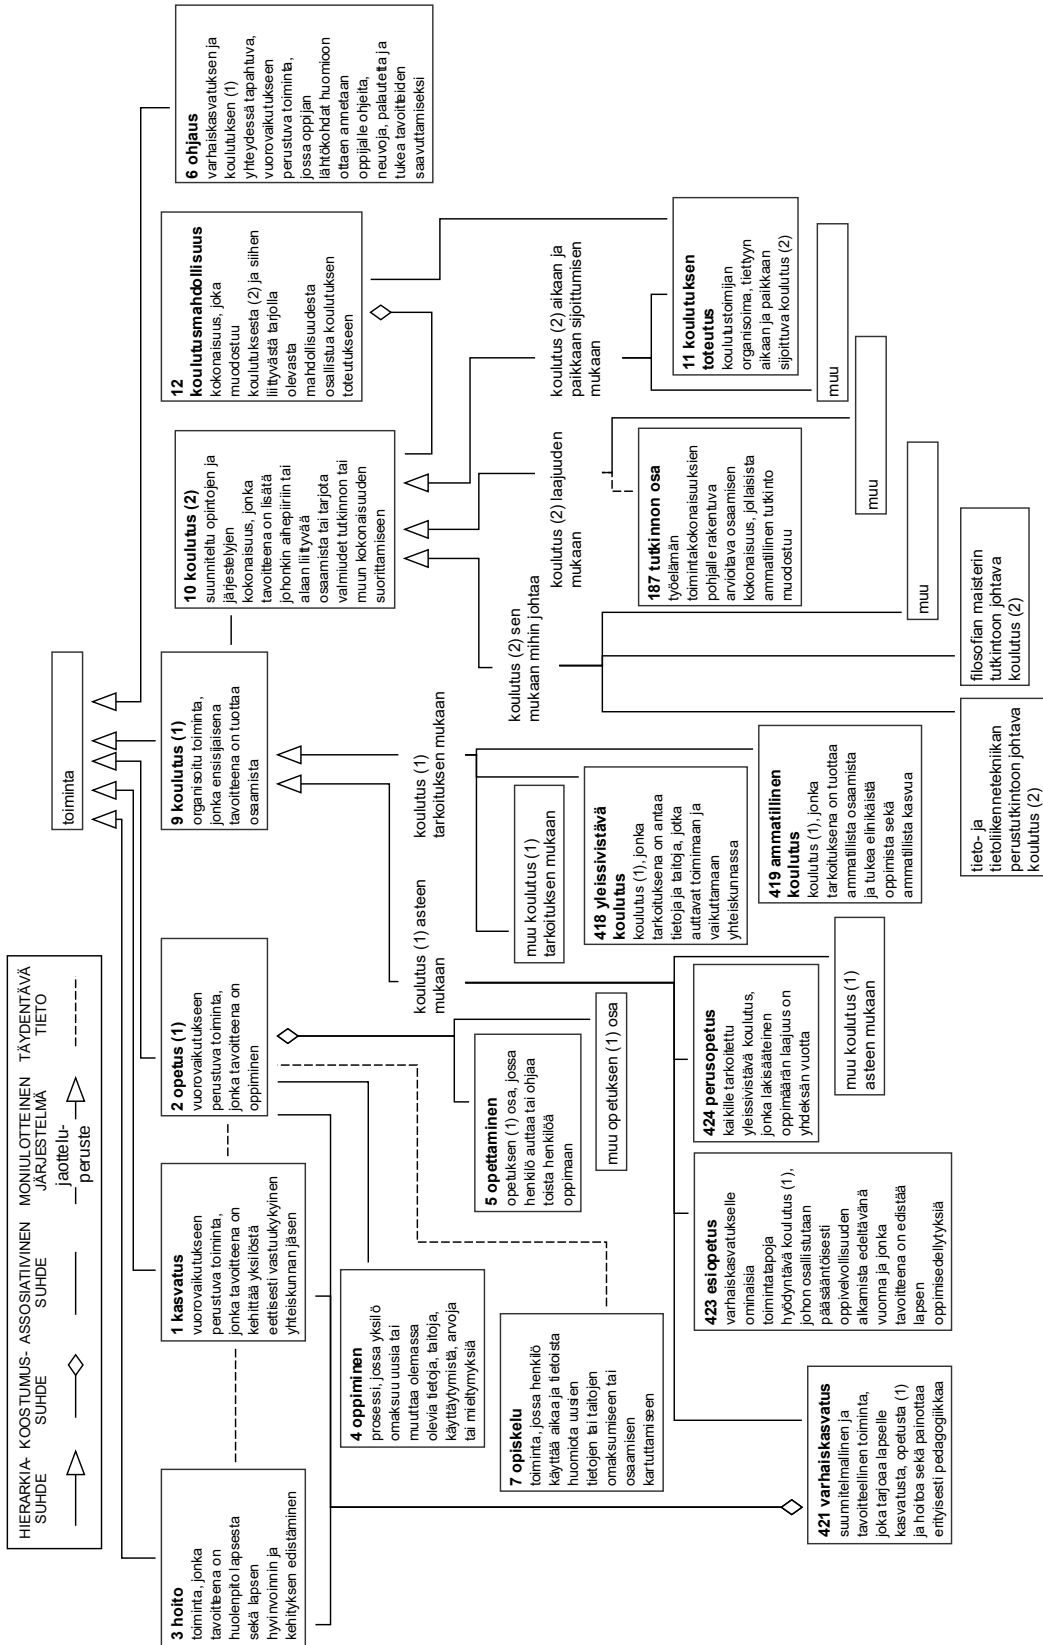 HIERARKIA-
SUHDE
KOOSTUMUS-
SUHDE
ASSOSIATIIVINEN
SUHDE
MONIULOTTEINEN
JÄRJESTELMÄ
jaottelu-
peruste
TÄYDENTÄVÄ
TIETO
toiminta
3 hoito
toiminta, jonka
tavoitteena on
huolenpito lapsesta
sekä lapsen
hyvinvoinnin ja
kehityksen edistäminen
1 kasvatus
vuorovaikutukseen
perustuva toiminta,
jonka tavoitteena on
kehittää yksilöstä
eettisesti vastuukykyinen
yhteiskunnan jäsen
2 opetus (1)
vuorovaikutukseen
perustuva toiminta,
jonka tavoitteena on
oppiminen
9 koulutus (1)
organisoitu toiminta,
jonka ensisijaisena
tavoitteena on tuottaa
osaamista
10 koulutus (2)
suunniteltu opintojen ja
järjestelyjen
kokonaisuus, jonka
tavoitteena on lisätä
johonkin aihepiiriin tai
alaan liittyvää
osaamista tai tarjota
valmiudet tutkinnon tai
muun kokonaisuuden
suorittamiseen
12
koulutusmahdollisuus
kokonaisuus, joka
muodostuu
koulutuksesta (2) ja siihen
liittyvästä tarjolla
olevasta
mahdollisuudesta
osallistua koulutuksen
toteutukseen
6 ohjaus
varhaiskasvatuksen ja
koulutuksen (1)
yhteydessä tapahtuva,
vuorovaikutukseen
perustuva toiminta,
jossa oppijan
lähtökohdat huomioon
ottaen annetaan
oppijalle ohjeita,
neuvoja, palautetta ja
tukea tavoitteiden
saavuttamiseksi
4 oppiminen
prosessi, jossa yksilö
omaksuu uusia tai
muuttaa olemassa
olevia tietoja, taitoja,
käyttäytymistä, arvoja
tai mieltymyksiä
7 opiskelu
toiminta, jossa henkilö
käyttää aikaa ja tietoista
huomiota uusien
tietojen tai taitojen
omaksumiseen tai
osaamisen
kartuttamiseen
5 opettaminen
opetuksen (1) osa, jossa
henkilö auttaa tai ohjaa
toista henkilöä
oppimaan
muu opetuksen (1) osa
koulutus (1) asteen
mukaan
koulutus (1)
tarkoituksen mukaan
muu koulutus (1)
tarkoituksen mukaan
418 yleissivistävä
koulutus
koulutus (1), jonka
tarkoituksena on antaa
tietoja ja taitoja, jotka
auttavat toimimaan ja
vaikuttamaan
yhteiskunnassa
419 ammatillinen
koulutus
koulutus (1), jonka
tarkoituksena on tuottaa
ammatillista osaamista
ja tukea elinikäistä
oppimista sekä
ammatillista kasvua
koulutus (2) sen
mukaan mihin johtaa
koulutus (2) laajuuden
mukaan
koulutus (2) aikaan ja
paikkaan sijoittumisen
mukaan
187 tutkinnon osa
työelämän
toimintakokonaisuuksien
pohjalle rakentuva
arvioitava osaamisen
kokonaisuus, jollaisista
ammatillinen tutkinto
muodostuu
11 koulutuksen
toteutus
koulutustoimijan
organisoima, tiettyyn
aikaan ja paikkaan
sijoittuva koulutus (2)
muu
muu
muu
421 varhaiskasvatus
suunnitelmallinen ja
tavoitteellinen toiminta,
joka tarjoaa lapselle
kasvatusta, opetusta (1)
ja hoitoa sekä painottaa
erityisesti pedagogiikkaa
423 esiopetus
varhaiskasvatukselle
ominaisia
toimintatapoja
hyödyntävä koulutus (1),
johon osallistutaan
pääsääntöisesti
oppivelvollisuuden
alkamista edeltävänä
vuonna ja jonka
tavoitteena on edistää
lapsen
oppimisedellytyksiä
424 perusopetus
kaikille tarkoitettu
yleissivistävä koulutus,
jonka lakisääteinen
oppimäärän laajuus on
yhdeksän vuotta
muu koulutus (1)
asteen mukaan
tieto- ja
tietoliikennetekniikan
perustutkintoon johtava
koulutus (2)
filosofian maisterin
tutkintoon johtava
koulutus (2)